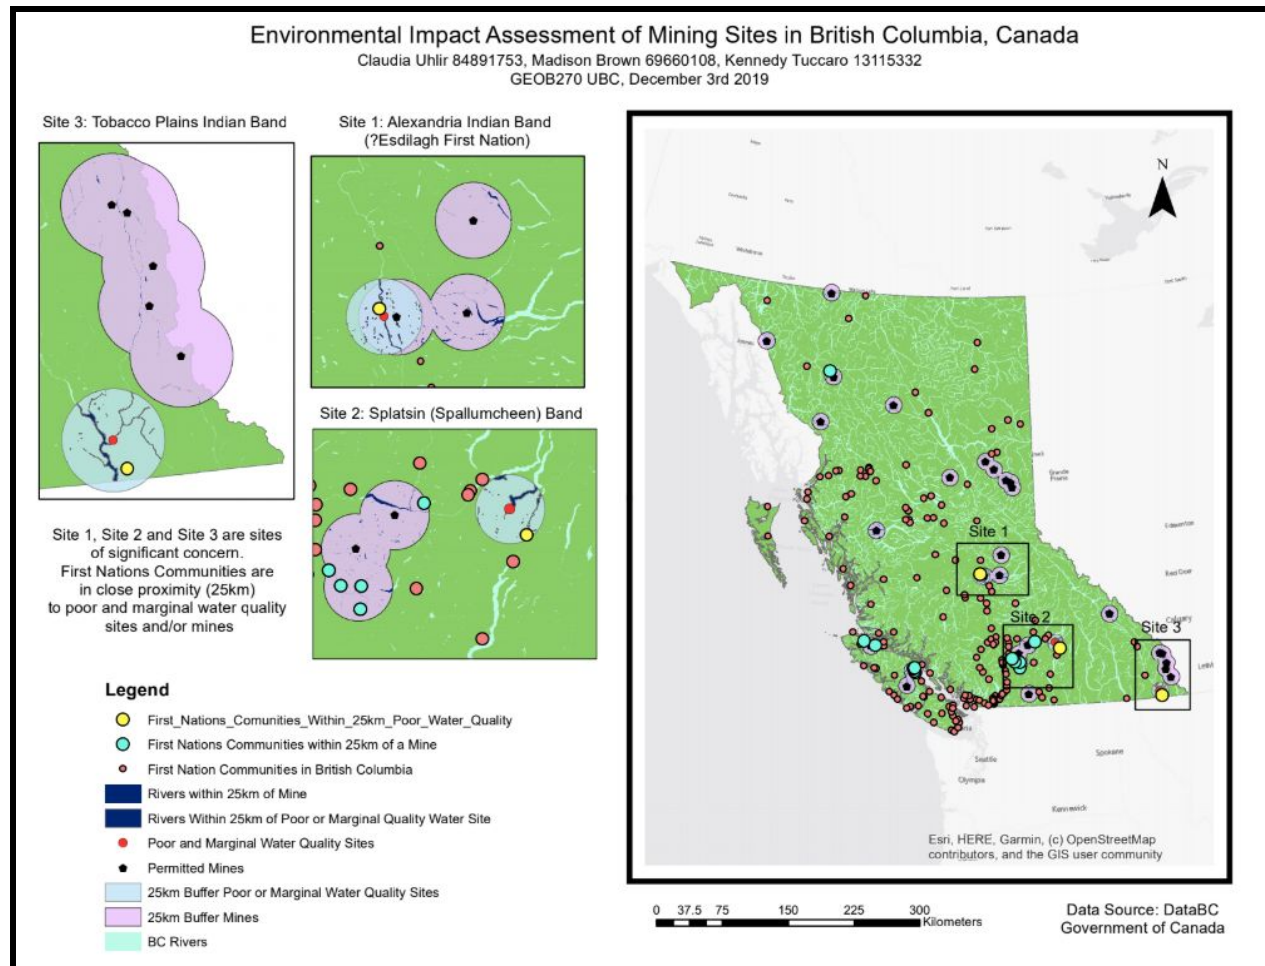 Environmental Impact Assessment of Mining Sites in British Columbia, Canada
Claudia Uhlir 84891753, Madison Brown 69660108, Kennedy Tuccaro 13115332
GEOB270 UBC, December 3rd 2019
Site 3: Tobacco Plains Indian Band
Site 1: Alexandria Indian Band
(?Esdilagh First Nation)
Site 2: Splatsin (Spallumcheen) Band
Site 1, Site 2 and Site 3 are sites
of significant concern.
First Nations Communities are
in close proximity (25km)
to poor and marginal water quality
sites and/or mines
Legend
First_Nations_Comunities_Within_25km_Poor_Water_Quality
First Nations Communities within 25km of a Mine
First Nation Communities in British Columbia
Rivers within 25km of Mine
Rivers Within 25km of Poor or Marginal Quality Water Site
Poor and Marginal Water Quality Sites
Permitted Mines
25km Buffer Poor or Marginal Water Quality Sites
25km Buffer Mines
BC Rivers
N
Whitehorse
Grande
Prairie
Edmonton
Red Deer
Calgary
Site 1
Site 2
Site 3
Spokane
Seattle
Olympia
Kennewick
Esri, HERE, Garmin, (c) OpenStreetMap
contributors, and the GIS user community
0 37.5 75 150 225 300
Kilometers
Data Source: DataBC
Government of Canada